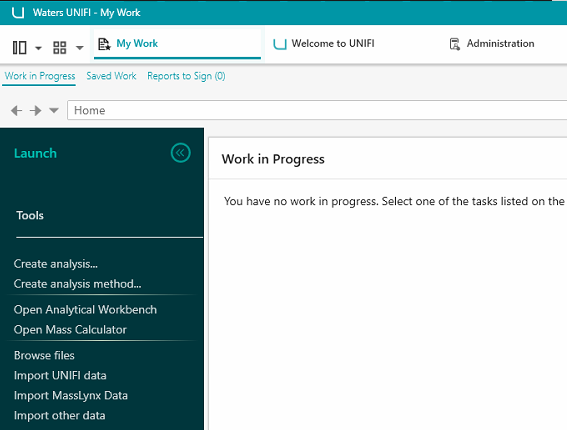 Waters UNIFI - My Work
My Work
Welcome to UNIFI
Administration
Work in Progress
Saved Work
Reports to Sign (0)
Home
Launch
Tools
Create analysis...
Create analysis method...
Open Analytical Workbench
Open Mass Calculator
Browse files
Import UNIFI data
Import MassLynx Data
Import other data
Work in Progress
You have no work in progress. Select one of the tasks listed on the